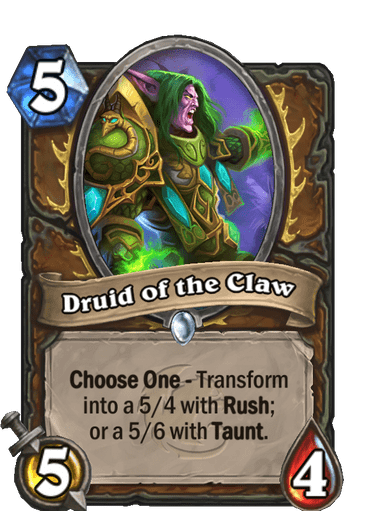 5
Druid of the Claw
Choose One - Transform
into a 5/4 with Rush;
or a 5/6 with Taunt.
5
4